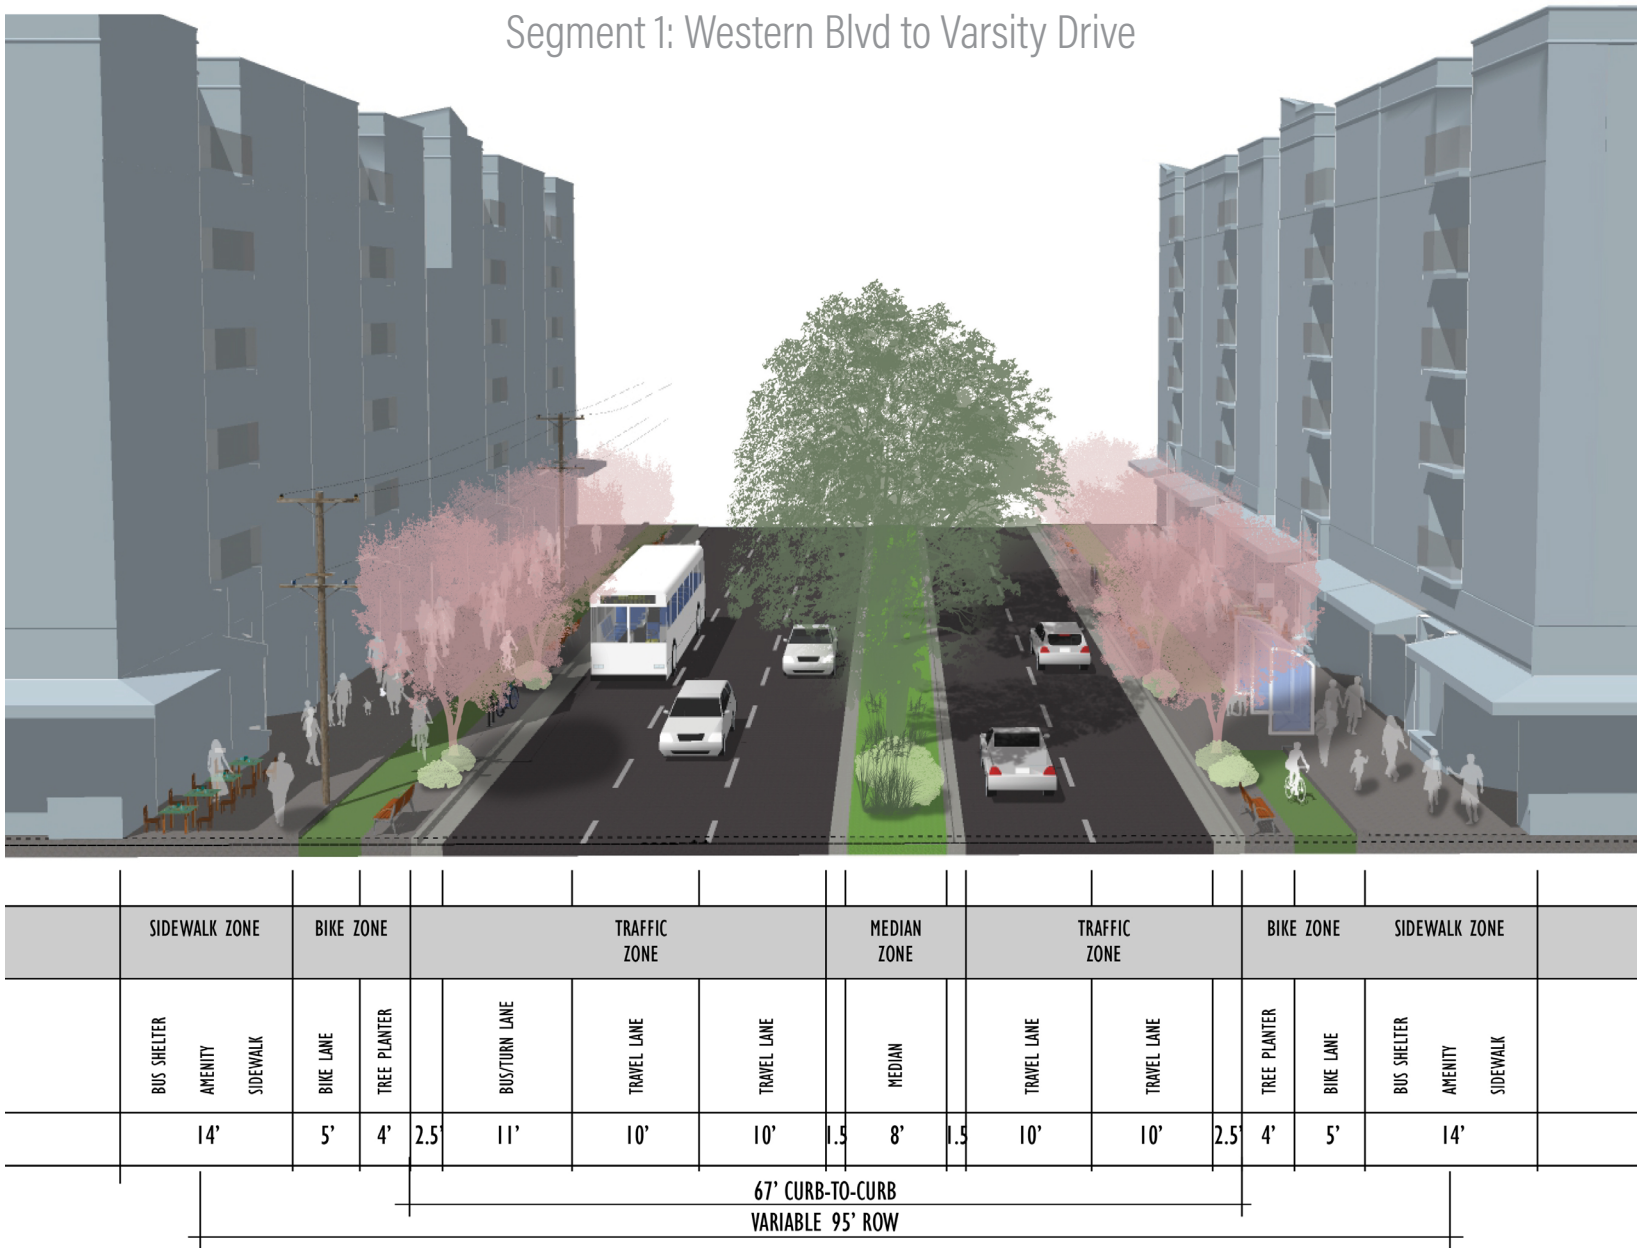 Segment 1: Western Blvd to Varsity Drive
SIDEWALK ZONE
BIKE ZONE
TRAFFIC
ZONE
MEDIAN
ZONE
TRAFFIC
ZONE
BIKE ZONE
SIDEWALK ZONE
BUS SHELTER
AMENITY
SIDEWALK
BIKE LANE
TREE PLANTER
BUS/TURN LANE
TRAVEL LANE
TRAVEL LANE
MEDIAN
TRAVEL LANE
TRAVEL LANE
TREE PLANTER
BIKE LANE
BUS SHELTER
AMENITY
SIDEWALK
14'
5'
4'
2.5'
11'
10'
10'
1.5
8'
1.5
10'
10'
2.5'
4'
5'
14'
67' CURB-TO-CURB
VARIABLE 95' ROW